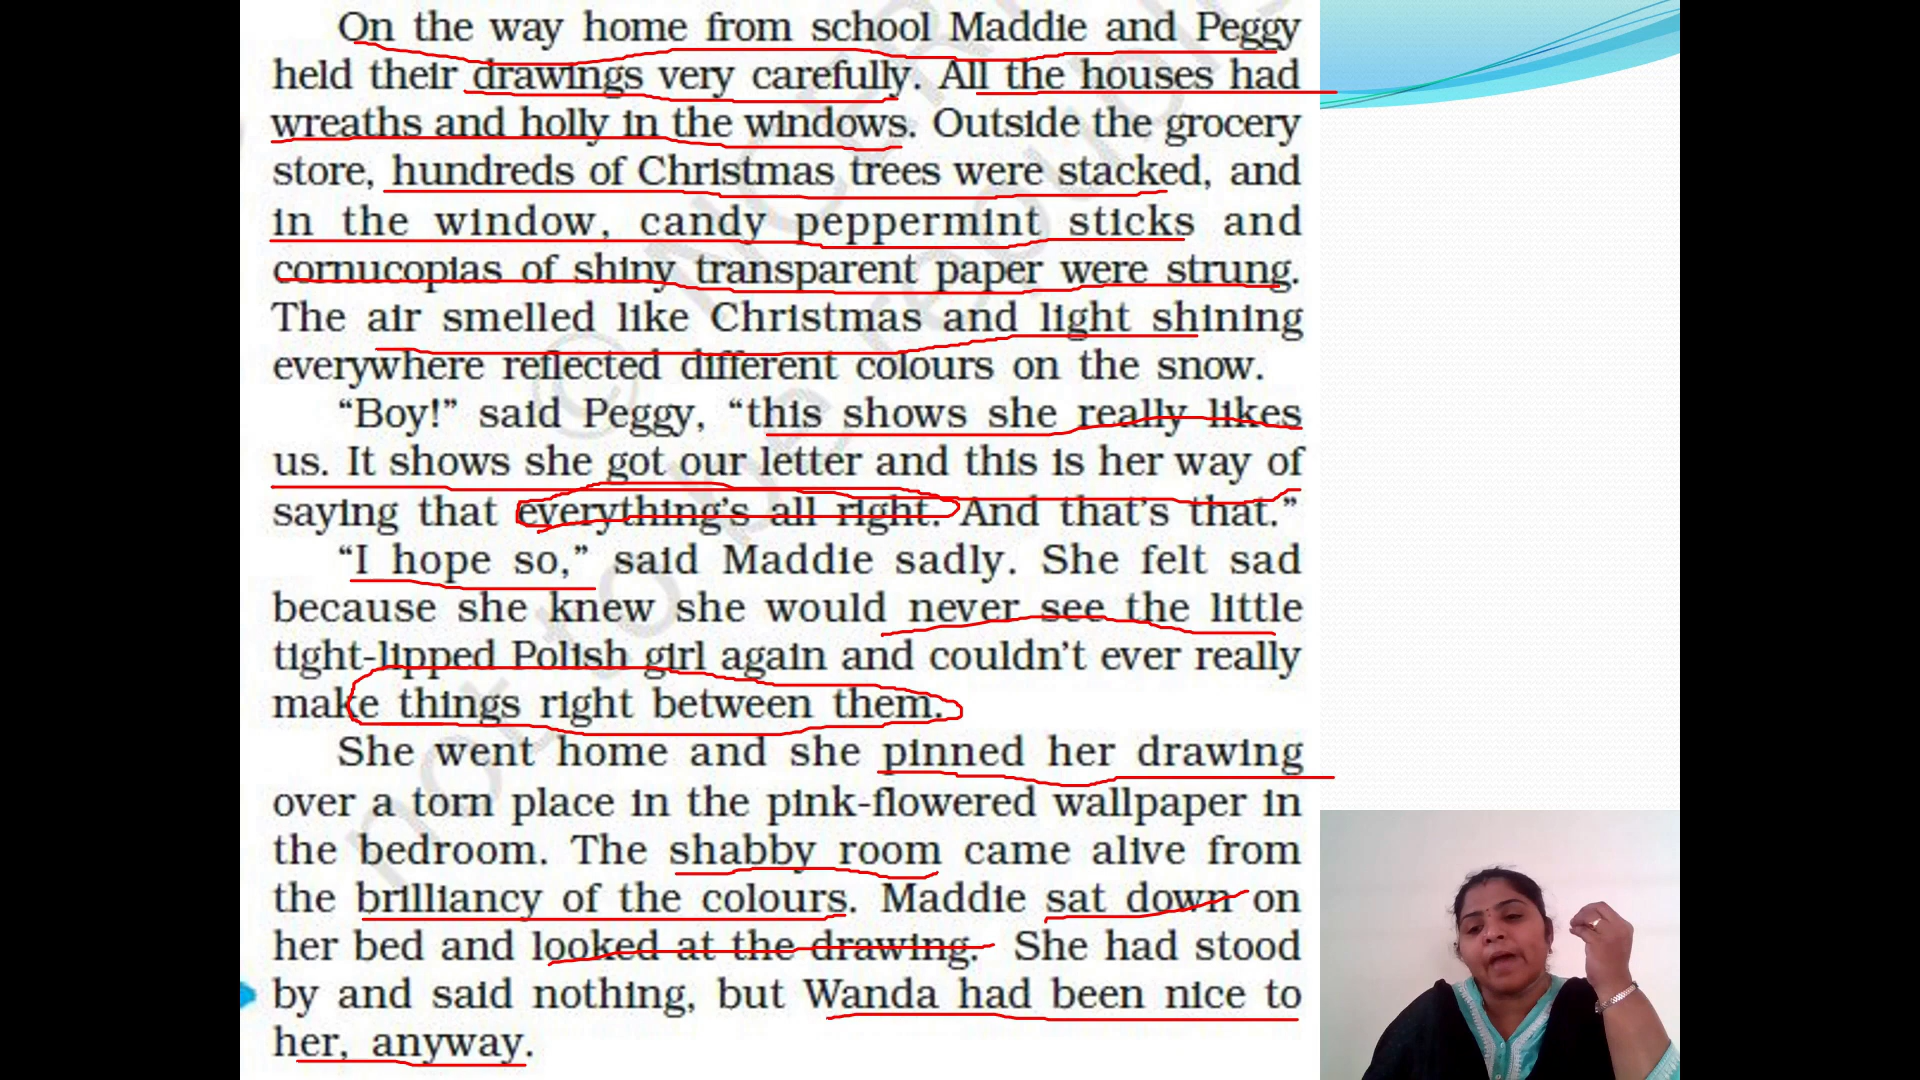 On the way home from school Maddie and Peggy
held their drawings very carefully. All the houses had
wreaths and holly in the windows. Outside the grocery
store, hundreds of Christmas trees were stacked, and
in the window, candy peppermint sticks and
cornucopias of shiny transparent paper were strung.
The air smelled like Christmas and light shining
everywhere reflected different colours on the snow.
“Boy!” said Peggy, “this shows she really likes
us. It shows she got our letter and this is her way of
saying that everything’s all right. And that’s that.”
“I hope so,” said Maddie sadly. She felt sad
because she knew she would never see the little
tight-lipped Polish girl again and couldn’t ever really
make things right between them.
She went home and she pinned her drawing
over a torn place in the pink-flowered wallpaper in
the bedroom. The shabby room came alive from
the brilliancy of the colours. Maddie sat down on
her bed and looked at the drawing. She had stood
by and said nothing, but Wanda had been nice to
her, anyway.